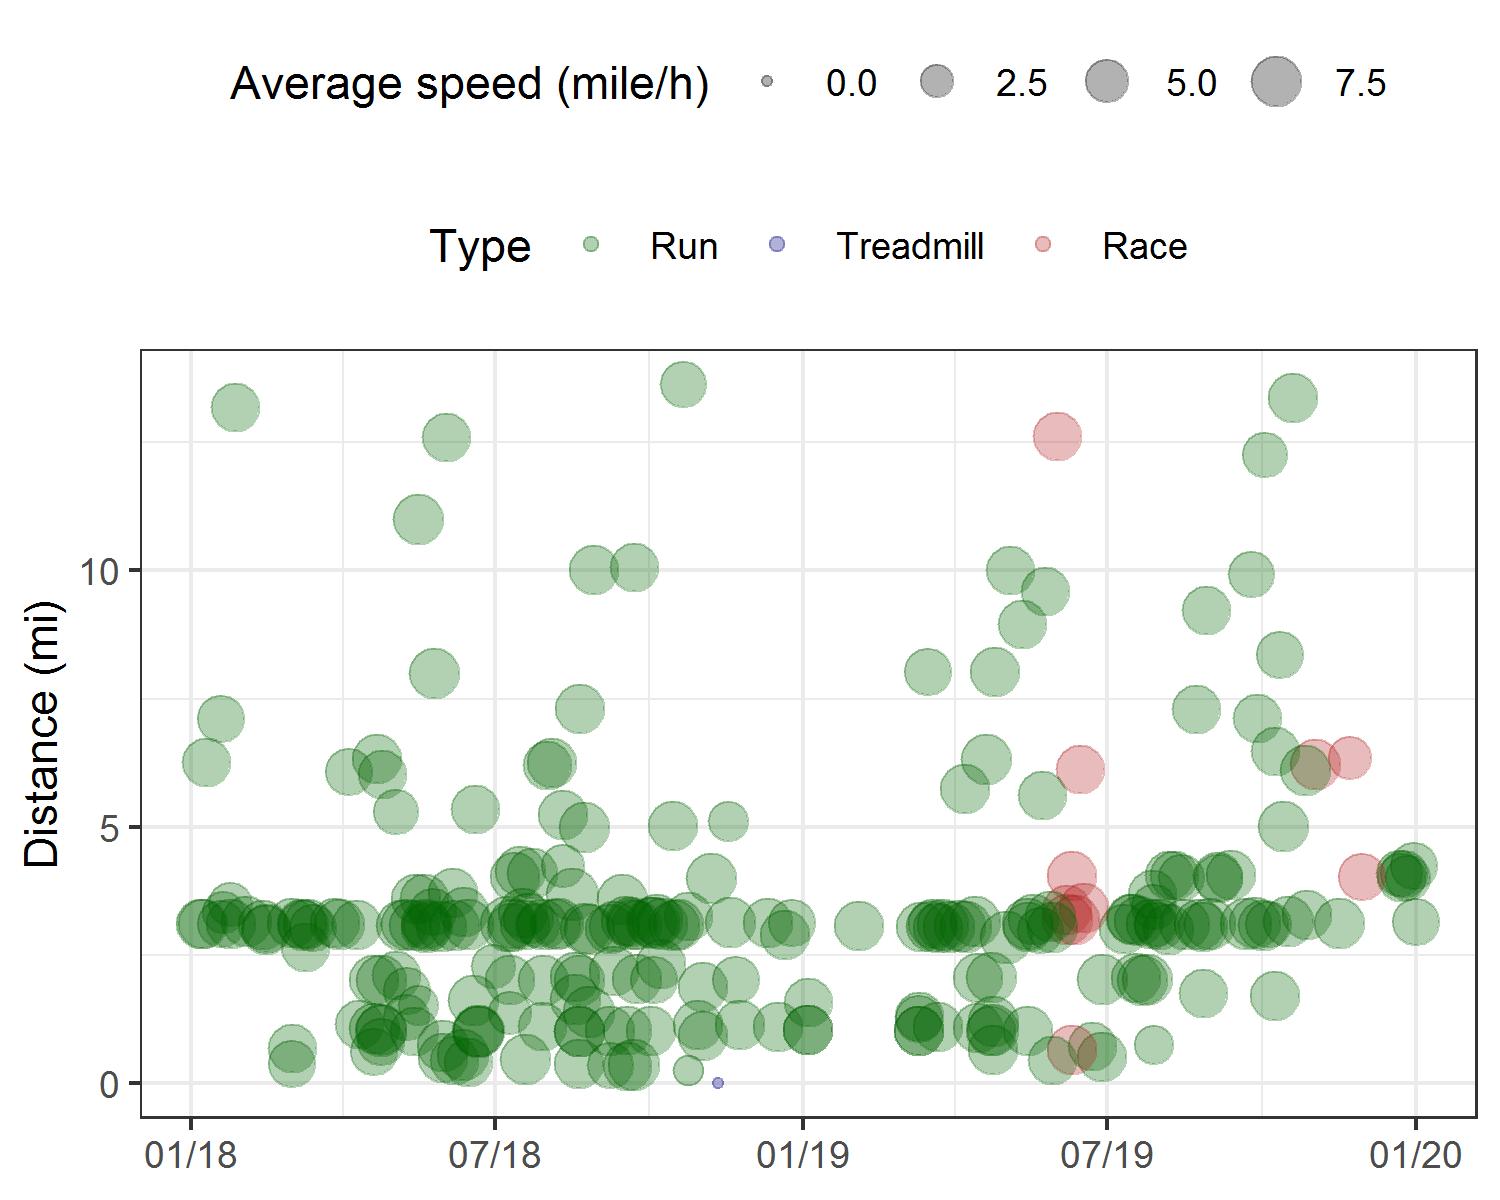 Average speed (mile/h) 0.0 2.5 5.0 7.5
Type Run Treadmill Race
Distance (mi)
10
5
0
01/18 07/18 01/19 07/19 01/20